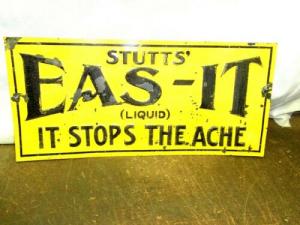 STUTTS'
EAS-IT
(LIQUID)
IT STOPS THE ACHE